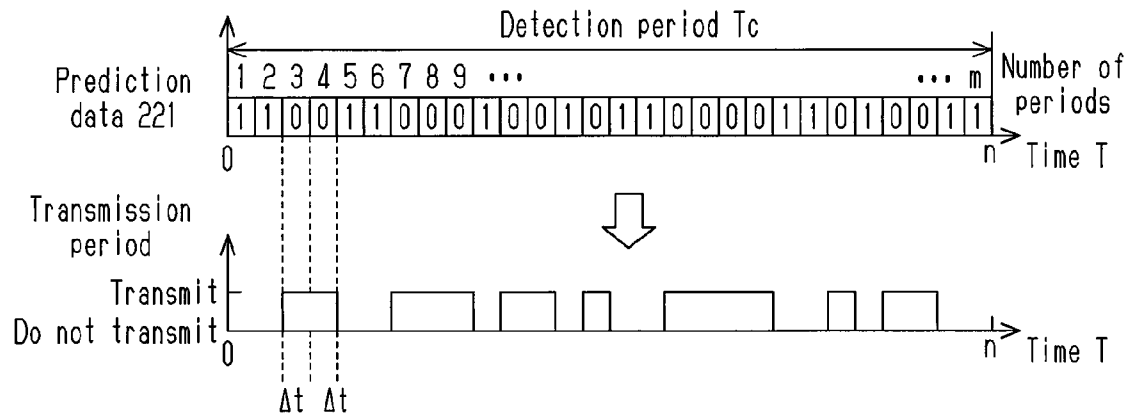 Detection period Tc
Prediction data 221
1 2 3 4 5 6 7 8 9 ••• ••• m
Number of periods
1 1 0 0 1 1 0 0 0 1 0 0 1 0 1 1 0 0 0 0 1 1 0 1 0 0 1 1
0 n Time T
Transmission period
Transmit
Do not transmit
0 n Time T
Δt Δt